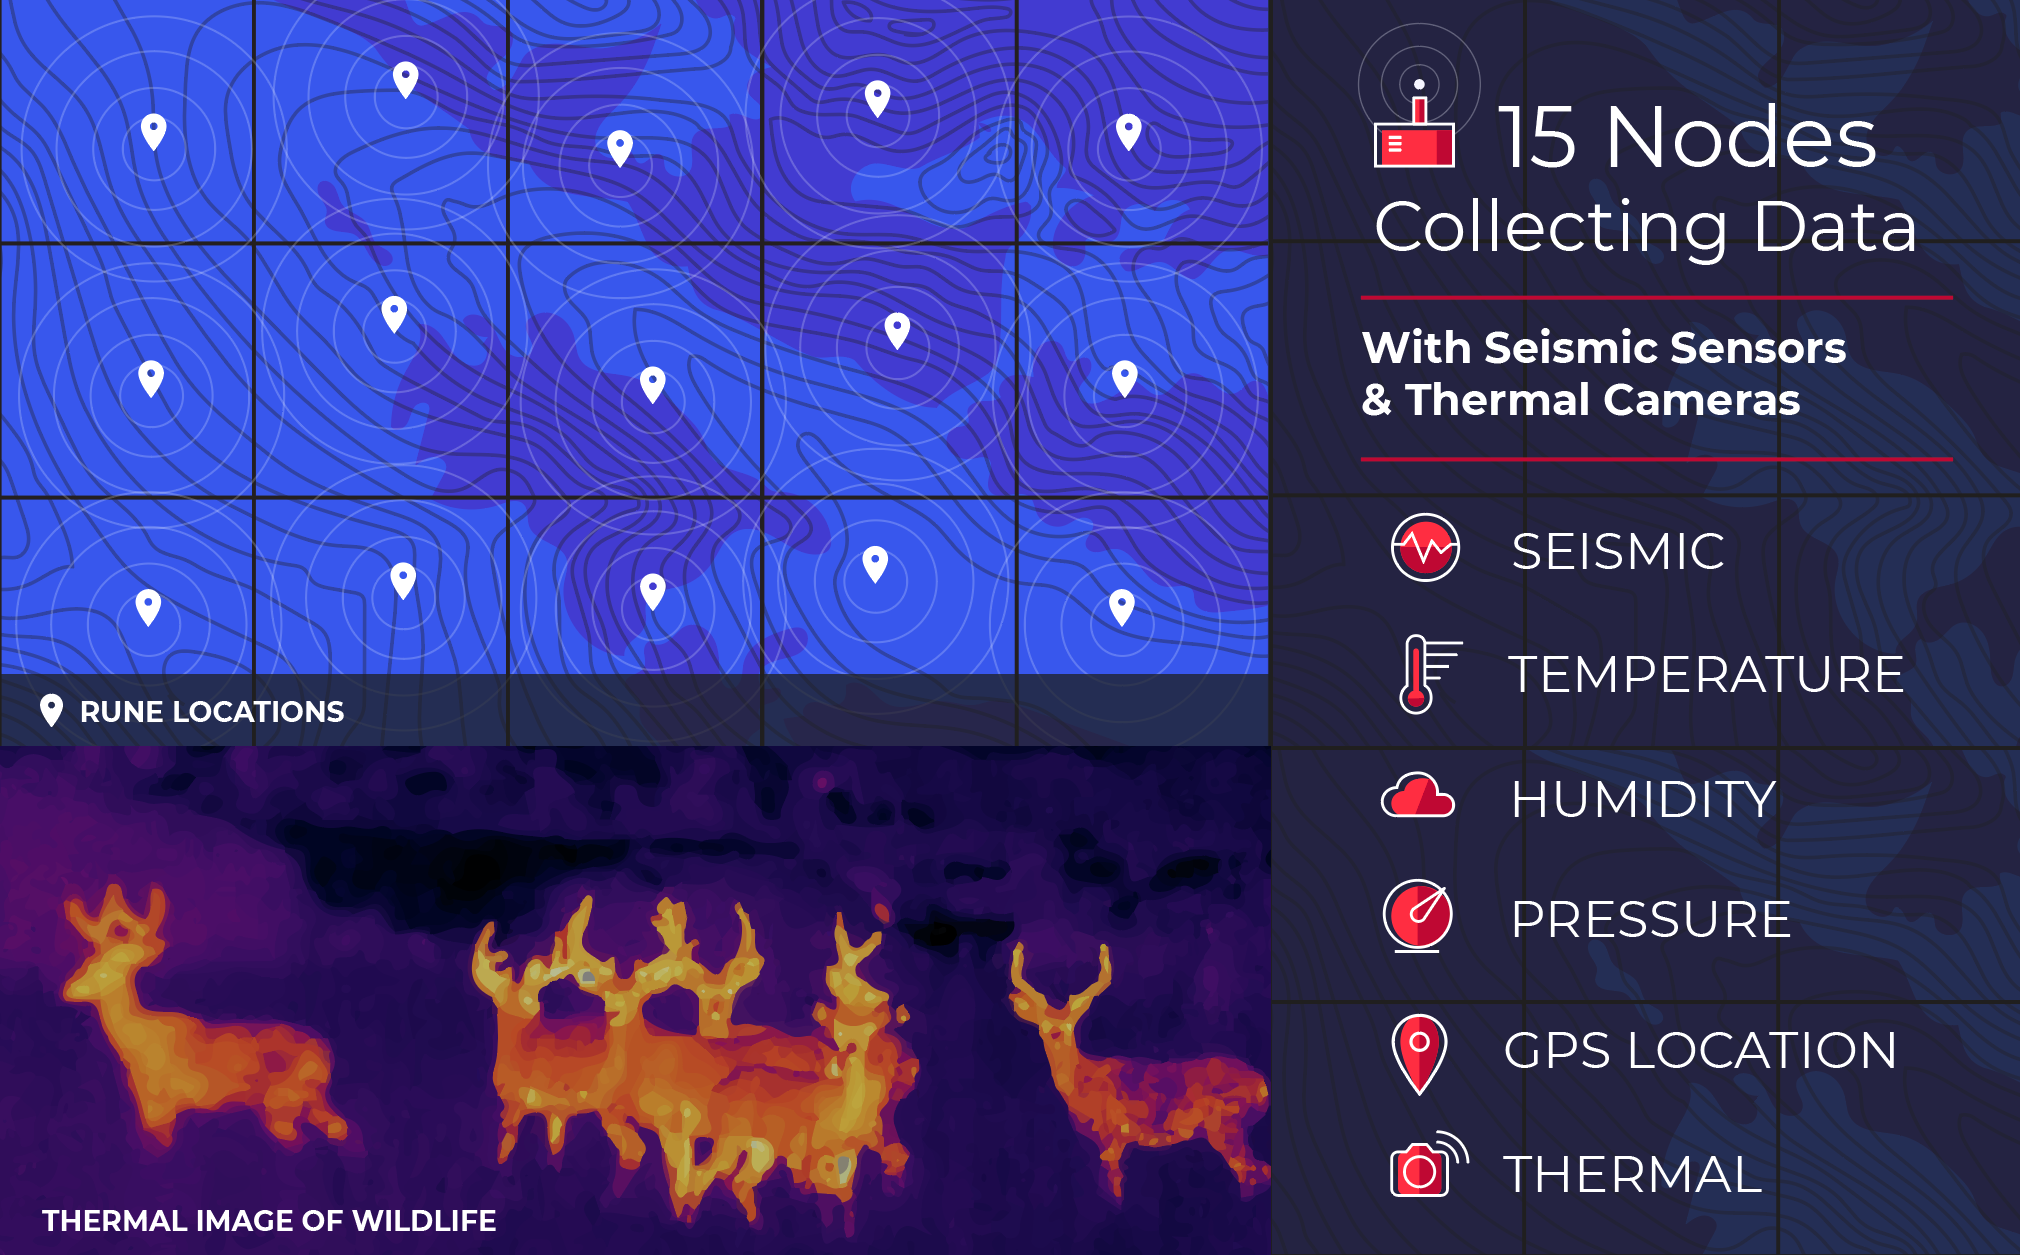 15 Nodes
Collecting Data
With Seismic Sensors
& Thermal Cameras
SEISMIC
TEMPERATURE
HUMIDITY
PRESSURE
GPS LOCATION
THERMAL
RUNE LOCATIONS
THERMAL IMAGE OF WILDLIFE